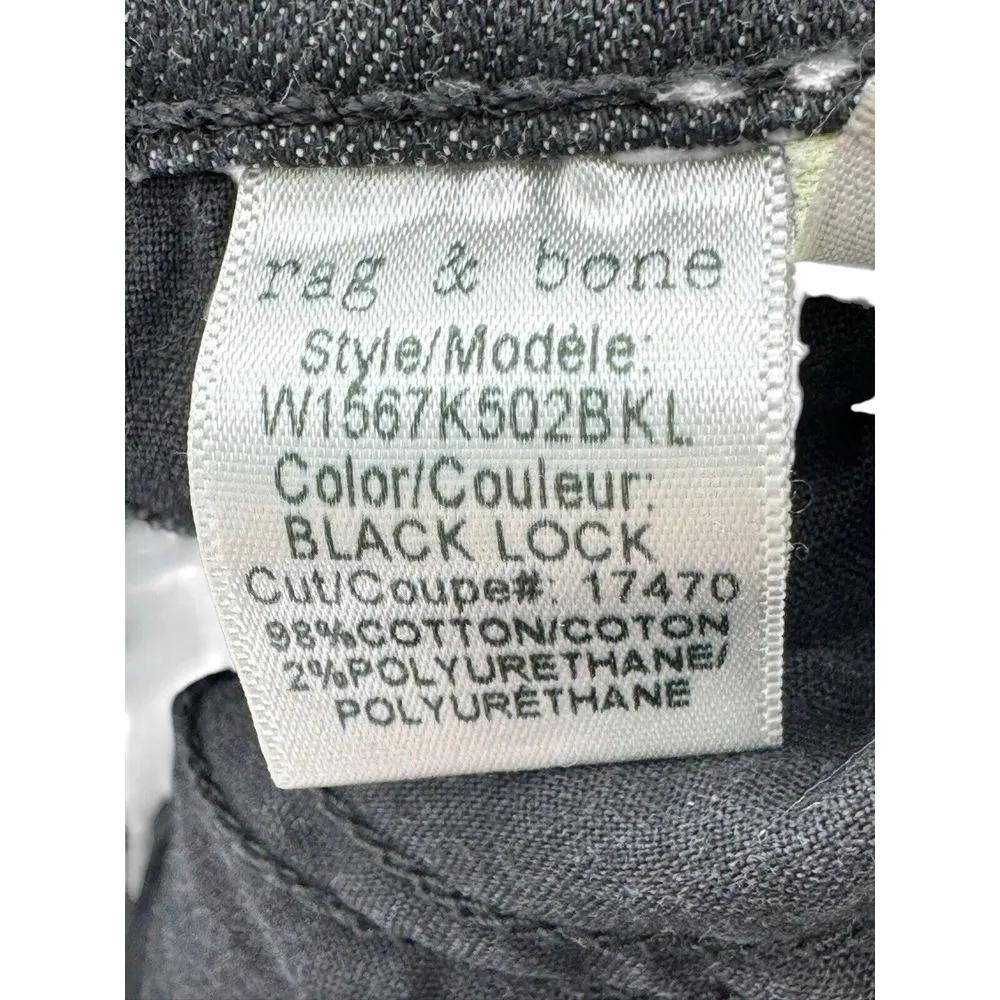 rag & bone
Style/Modèle:
W1567K502BKL
Color/Couleur:
BLACK LOCK
Cut/Coupe#: 17470
98%COTTON/COTON
2%POLYURETHANE/
POLYURÉTHANE